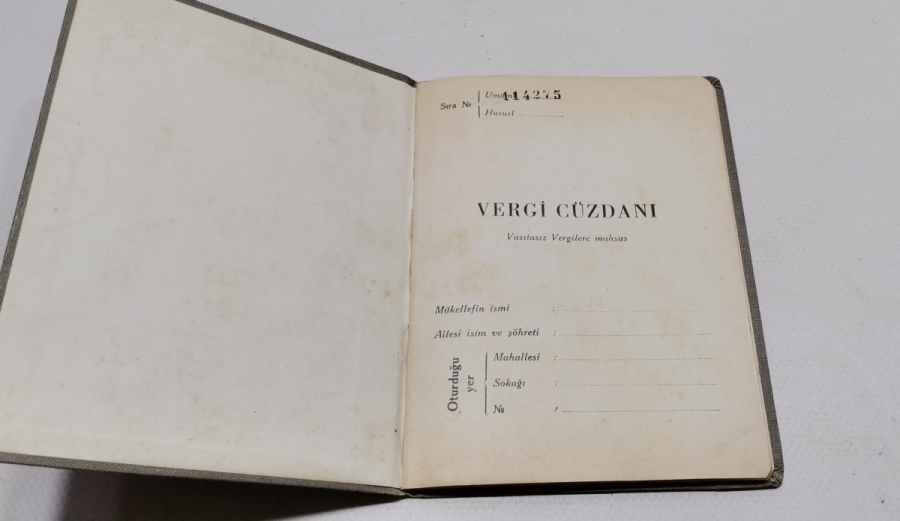 Sıra № Umumî 114275
Hususî
VERGİ CÜZDANI
Vasıtasız Vergilere mahsus
Mükellefin ismi :
Ailesi isim ve şöhreti :
Oturduğu yer
Mahallesi :
Sokağı :
№ :